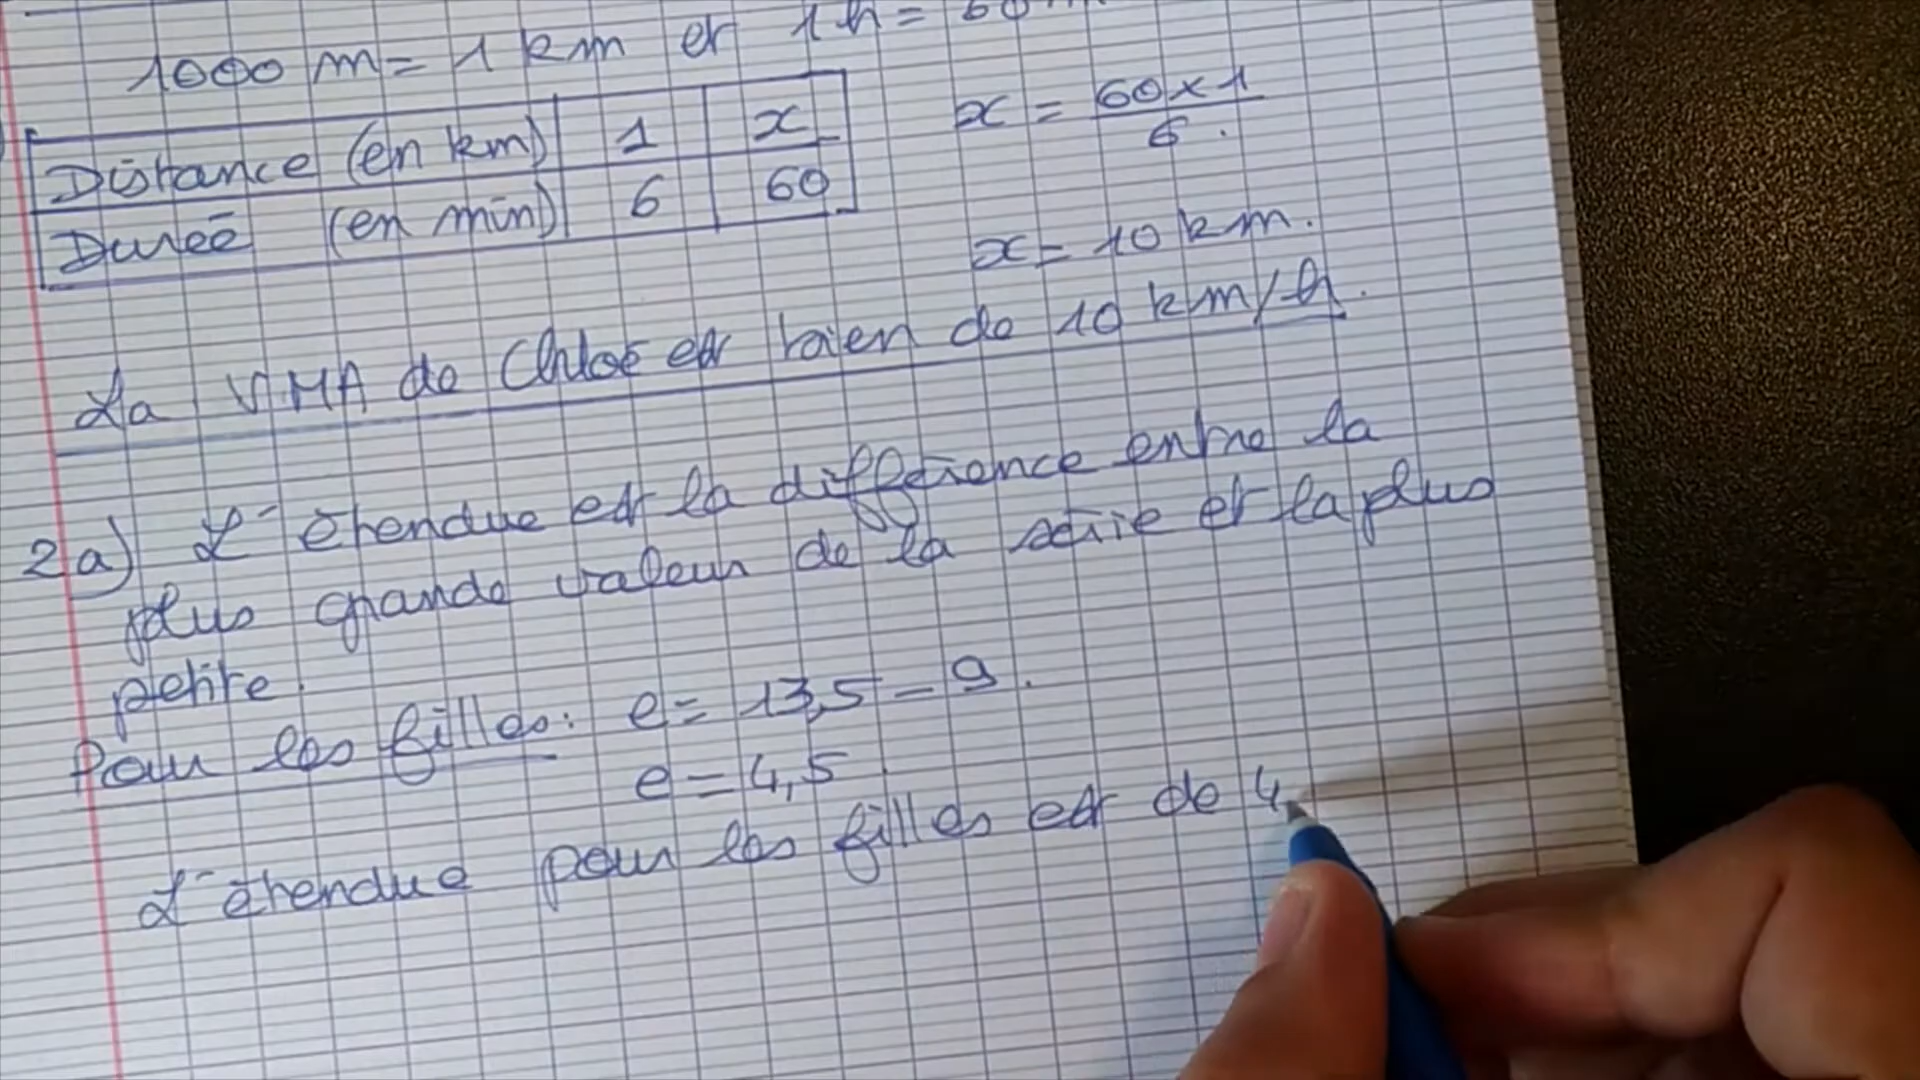 1000 m = 1 km et 1 h = 60
Distance (en km) 1 x
Durée (en min) 6 60
x = 60 x 1 / 6.
x = 10 km.
La VMA de Chloé est bien de 10 km/h.
2a) L'étendue est la différence entre la
plus grande valeur de la série et la plus
petite.
Pour les filles: e = 13,5 - 9.
e = 4,5.
L'étendue pour les filles est de 4,